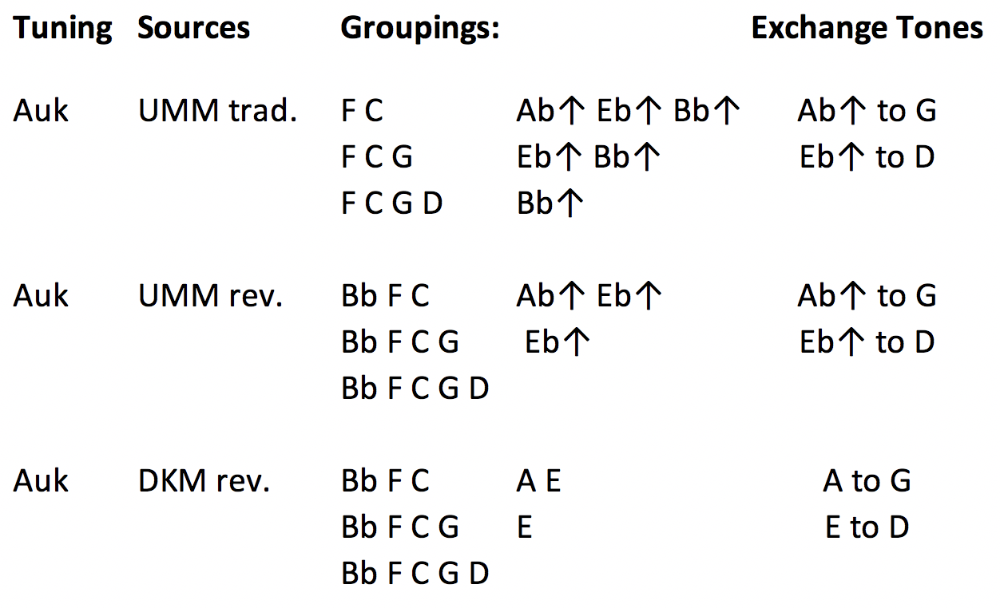 Tuning Sources Groupings: Exchange Tones
Auk UMM trad. F C Ab↑ Eb↑ Bb↑ Ab↑ to G
F C G Eb↑ Bb↑ Eb↑ to D
F C G D Bb↑
Auk UMM rev. Bb F C Ab↑ Eb↑ Ab↑ to G
Bb F C G Eb↑ Eb↑ to D
Bb F C G D
Auk DKM rev. Bb F C A E A to G
Bb F C G E E to D
Bb F C G D